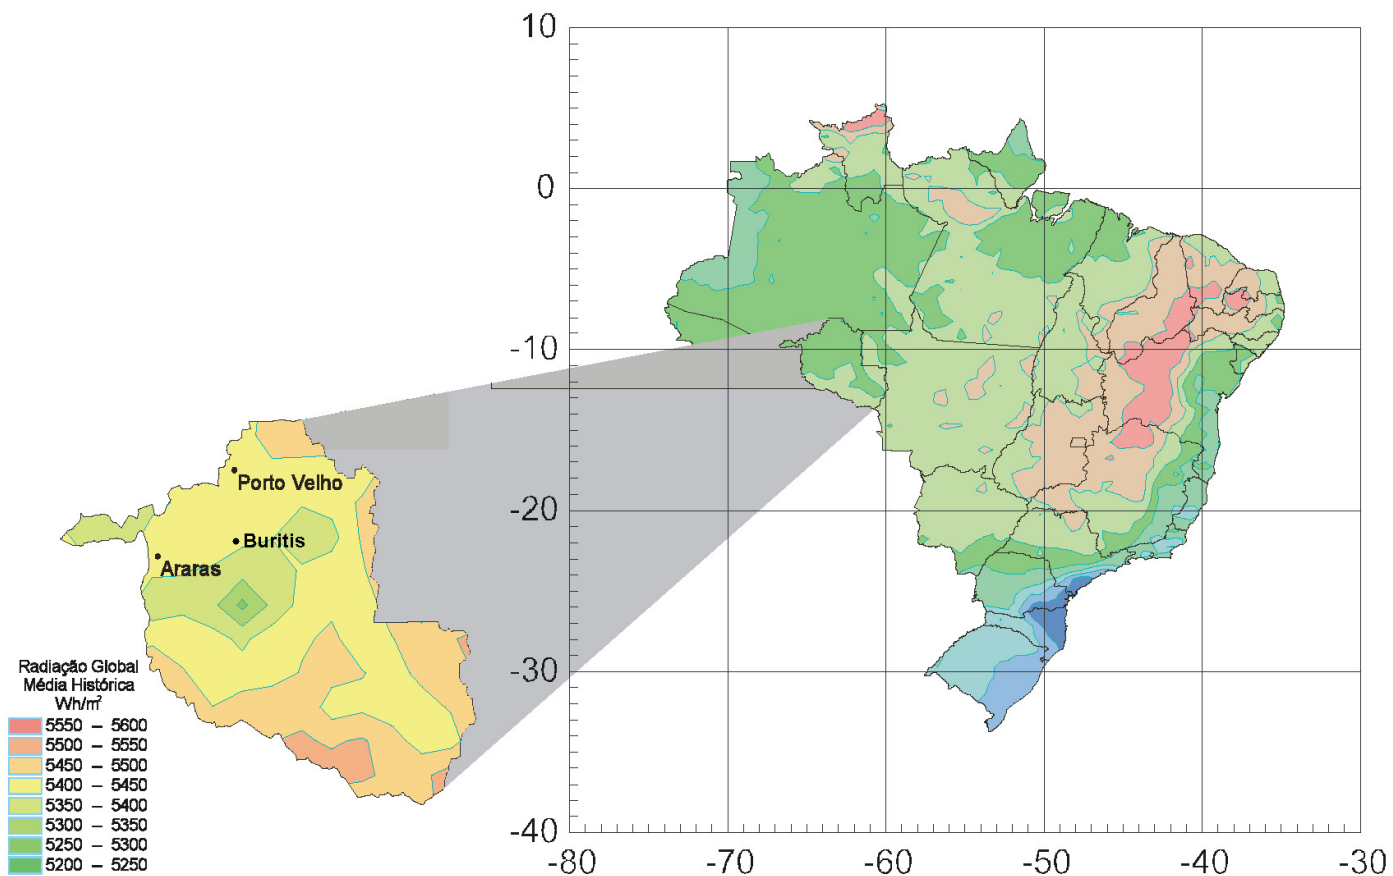 10
0
-10
-20
-30
-40
-80
-70
-60
-50
-40
-30
Porto Velho
Buritis
Araras
Radiação Global
Média Histórica
Wh/m²
5550 – 5600
5500 – 5550
5450 – 5500
5400 – 5450
5350 – 5400
5300 – 5350
5250 – 5300
5200 – 5250